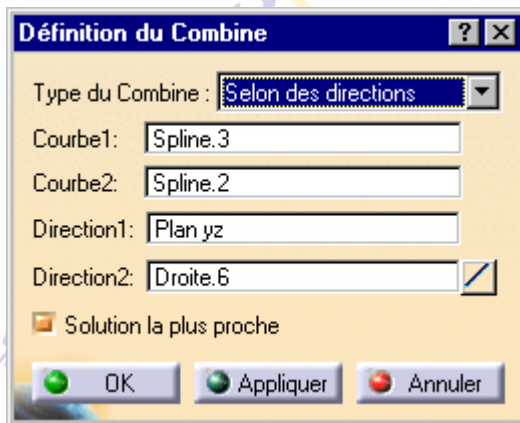 Définition du Combine
Type du Combine : Selon des directions
Courbe1: Spline.3
Courbe2: Spline.2
Direction1: Plan yz
Direction2: Droite.6
Solution la plus proche
OK Appliquer Annuler